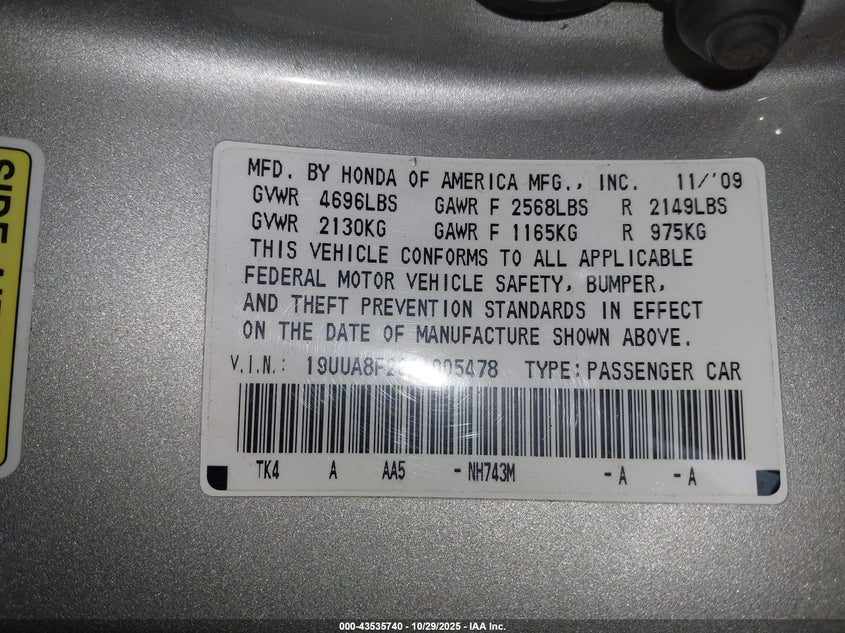 MFD. BY HONDA OF AMERICA MFG., INC. 11/'09
GVWR 4696LBS GAWR F 2568LBS R 2149LBS
GVWR 2130KG GAWR F 1165KG R 975KG
THIS VEHICLE CONFORMS TO ALL APPLICABLE
FEDERAL MOTOR VEHICLE SAFETY, BUMPER,
AND THEFT PREVENTION STANDARDS IN EFFECT
ON THE DATE OF MANUFACTURE SHOWN ABOVE.
V.I.N.: TYPE:PASSENGER CAR
TK4 A AA5 -NH743M -A -A
SIDE
000-43535740 - 10/29/2025 - IAA Inc.